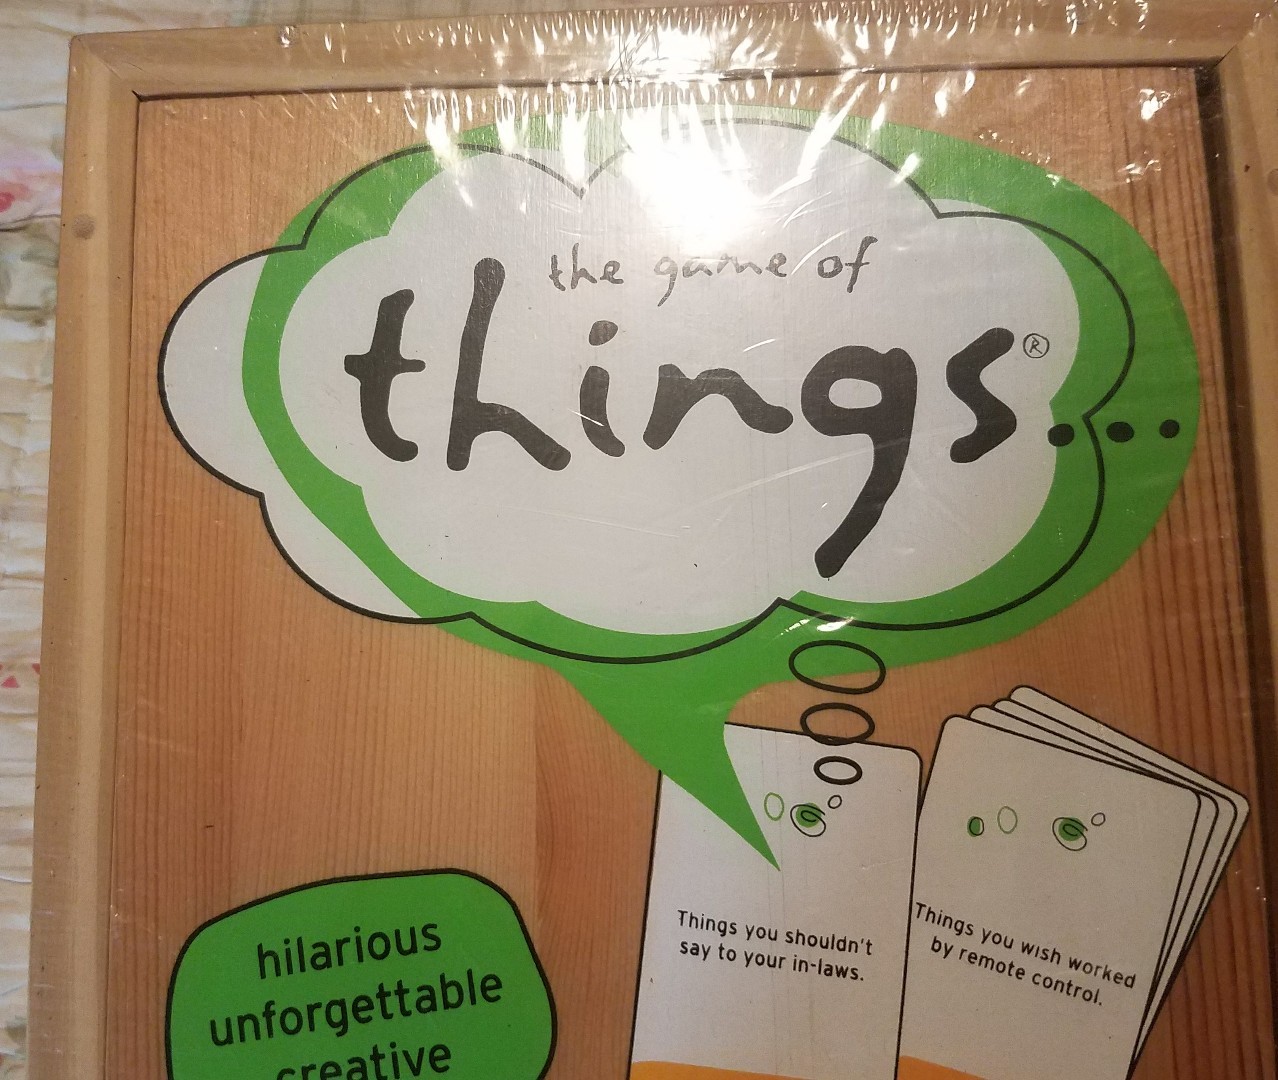 the game of
things®...
Things you shouldn't
say to your in-laws.
Things you wish worked
by remote control.
hilarious
unforgettable
creative